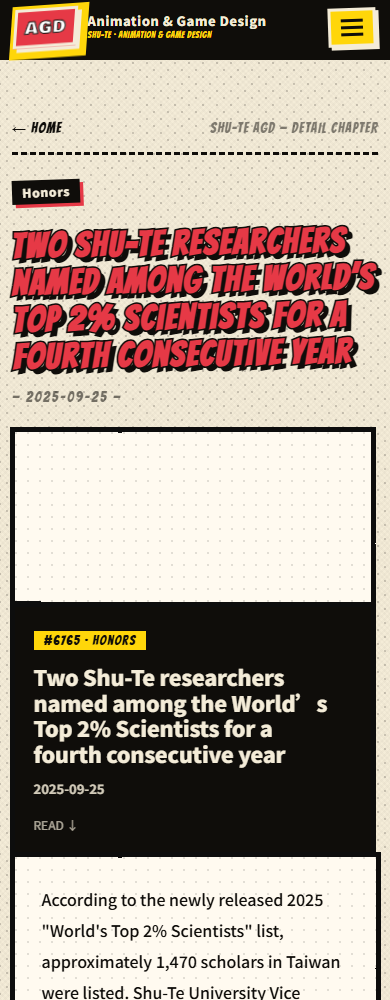 AGD
Animation & Game Design
SHU-TE · ANIMATION & GAME DESIGN
← HOME
SHU-TE AGD — DETAIL CHAPTER
Honors
TWO SHU-TE RESEARCHERS
NAMED AMONG THE WORLD'S
TOP 2% SCIENTISTS FOR A
FOURTH CONSECUTIVE YEAR
— 2025-09-25 —
#6765 · HONORS
Two Shu-Te researchers
named among the World’s
Top 2% Scientists for a
fourth consecutive year
2025-09-25
READ ↓
According to the newly released 2025
"World's Top 2% Scientists" list,
approximately 1,470 scholars in Taiwan
were listed. Shu-Te University Vice